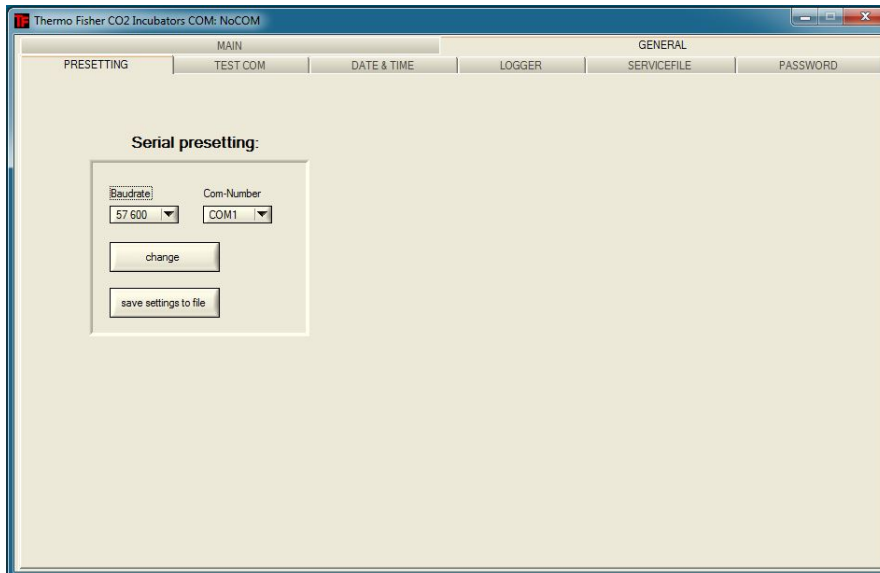 TF Thermo Fisher CO2 Incubators COM: NoCOM
MAIN GENERAL
PRESETTING TEST COM DATE & TIME LOGGER SERVICEFILE PASSWORD
Serial presetting:
Baudrate Com-Number
57 600 COM1
change
save settings to file